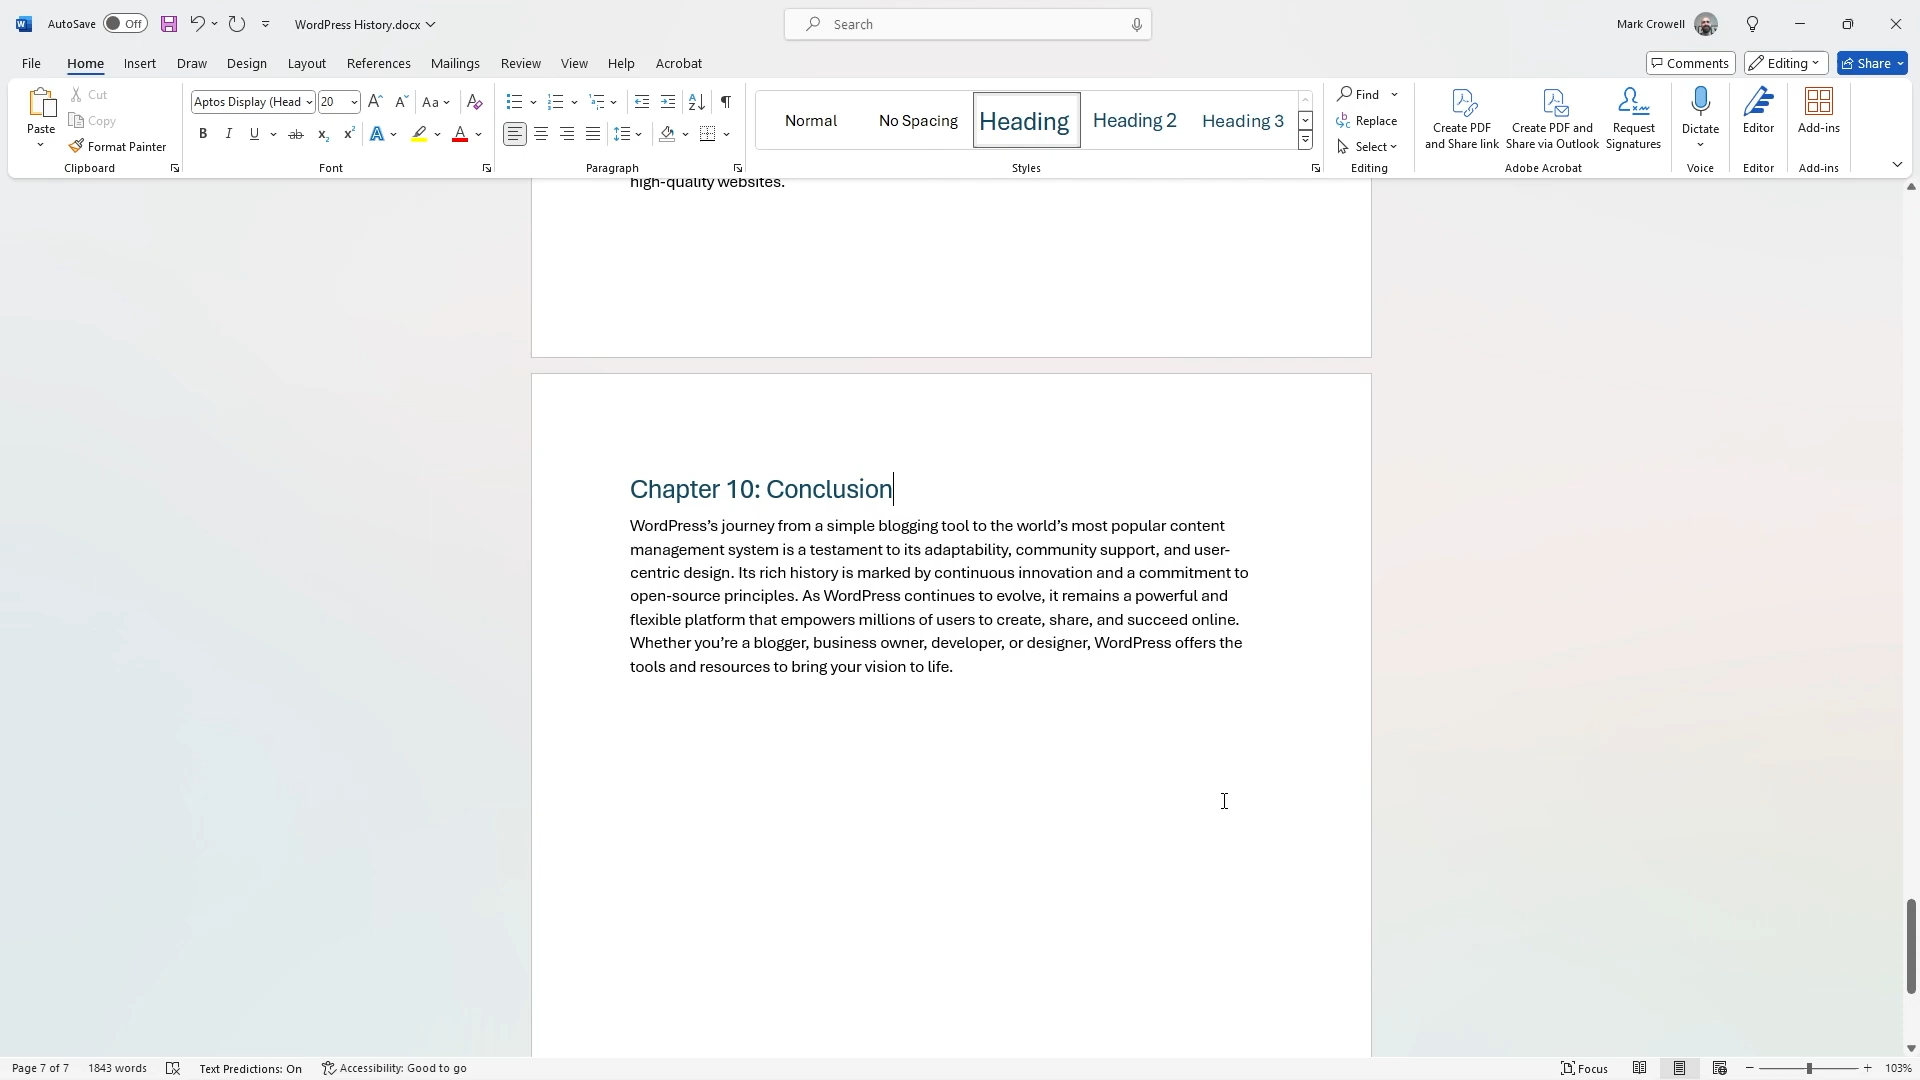 AutoSave Off WordPress History.docx Search Mark Crowell
File Home Insert Draw Design Layout References Mailings Review View Help Acrobat Comments Editing Share
Paste
Cut
Copy
Format Painter
Clipboard
Aptos Display (Head 20
Font
Paragraph
Normal No Spacing Heading Heading 2 Heading 3
Styles
Find
Replace
Select
Editing
Create PDF
and Share link
Create PDF and
Share via Outlook
Request
Signatures
Adobe Acrobat
Dictate
Voice
Editor
Editor
Add-ins
Add-ins
high-quality websites.
Chapter 10: Conclusion
WordPress’s journey from a simple blogging tool to the world’s most popular content
management system is a testament to its adaptability, community support, and user-
centric design. Its rich history is marked by continuous innovation and a commitment to
open-source principles. As WordPress continues to evolve, it remains a powerful and
flexible platform that empowers millions of users to create, share, and succeed online.
Whether you’re a blogger, business owner, developer, or designer, WordPress offers the
tools and resources to bring your vision to life.
Page 7 of 7 1843 words Text Predictions: On Accessibility: Good to go Focus 103%